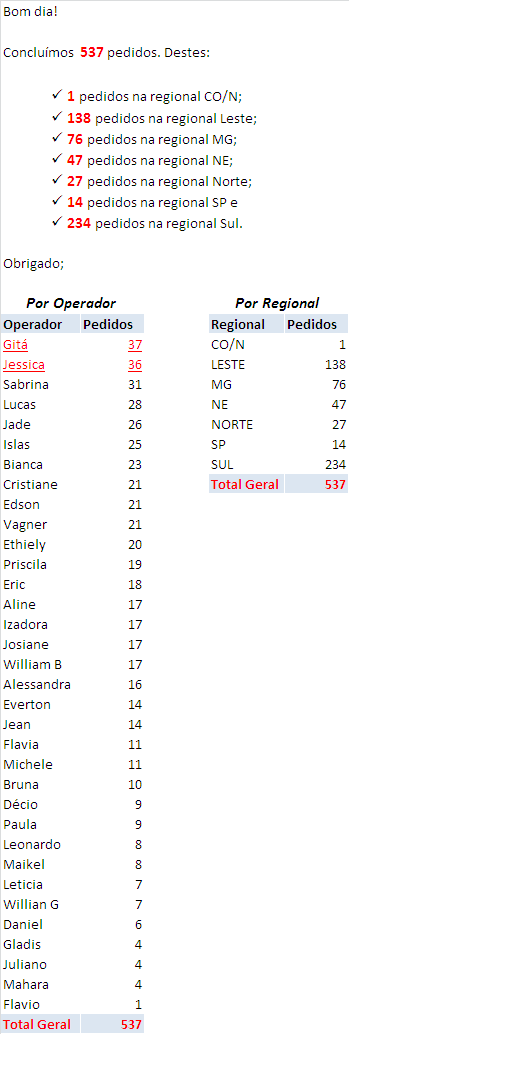 Bom dia!
Concluímos 537 pedidos. Destes:
✓ 1 pedidos na regional CO/N;
✓ 138 pedidos na regional Leste;
✓ 76 pedidos na regional MG;
✓ 47 pedidos na regional NE;
✓ 27 pedidos na regional Norte;
✓ 14 pedidos na regional SP e
✓ 234 pedidos na regional Sul.
Obrigado;
Por Operador
Operador Pedidos
Gitá 37
Jessica 36
Sabrina 31
Lucas 28
Jade 26
Islas 25
Bianca 23
Cristiane 21
Edson 21
Vagner 21
Ethiely 20
Priscila 19
Eric 18
Aline 17
Izadora 17
Josiane 17
William B 17
Alessandra 16
Everton 14
Jean 14
Flavia 11
Michele 11
Bruna 10
Décio 9
Paula 9
Leonardo 8
Maikel 8
Leticia 7
Willian G 7
Daniel 6
Gladis 4
Juliano 4
Mahara 4
Flavio 1
Total Geral 537
Por Regional
Regional Pedidos
CO/N 1
LESTE 138
MG 76
NE 47
NORTE 27
SP 14
SUL 234
Total Geral 537